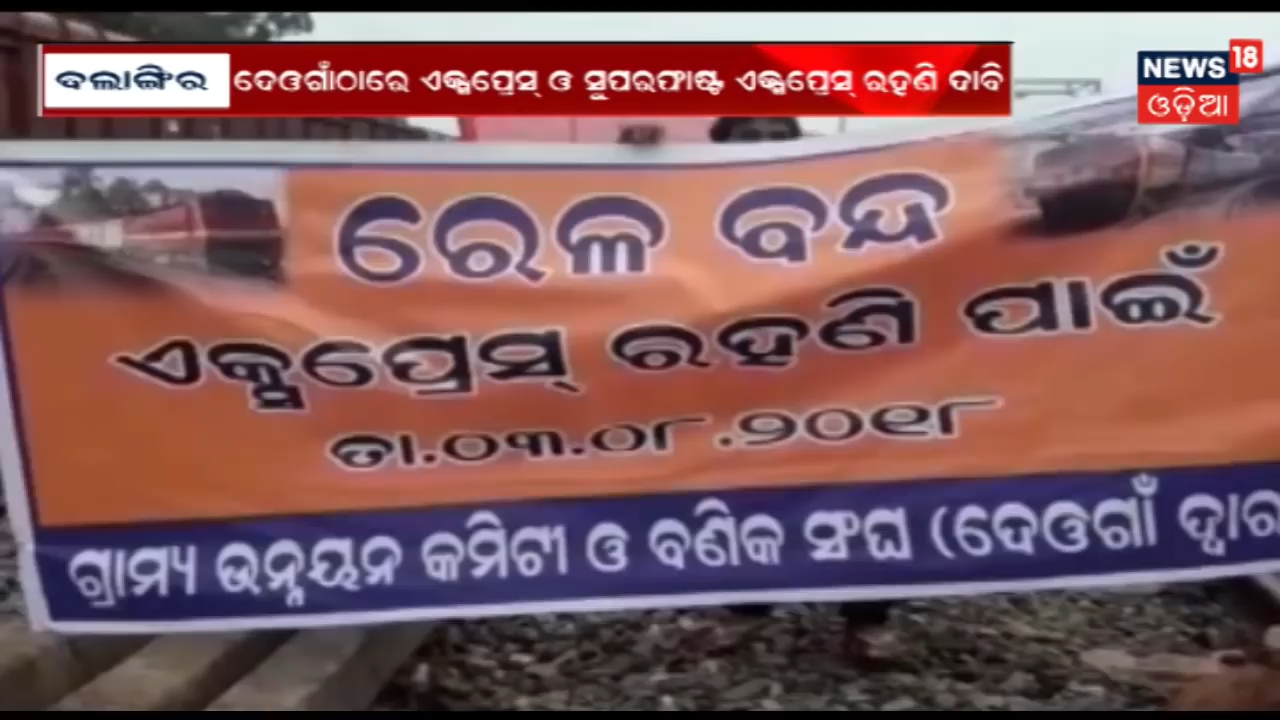 ବଲାଙ୍ଗିର ଦେଓଗାଁଠାରେ ଏକ୍ସପ୍ରେସ୍ ଓ ସୁପରଫାଷ୍ଟ ଏକ୍ସପ୍ରେସ୍ ରହଣି ଦାବି
NEWS 18
ଓଡ଼ିଆ
ରେଳ ବନ୍ଦ
ଏକ୍ସପ୍ରେସ୍ ରହଣି ପାଇଁ
ତା.୦୩.୦୮.୨୦୧୮
ଗ୍ରାମ୍ୟ ଉନ୍ନୟନ କମିଟୀ ଓ ବଣିକ ସଂଘ (ଦେଓଗାଁ ଦ୍ୱାର